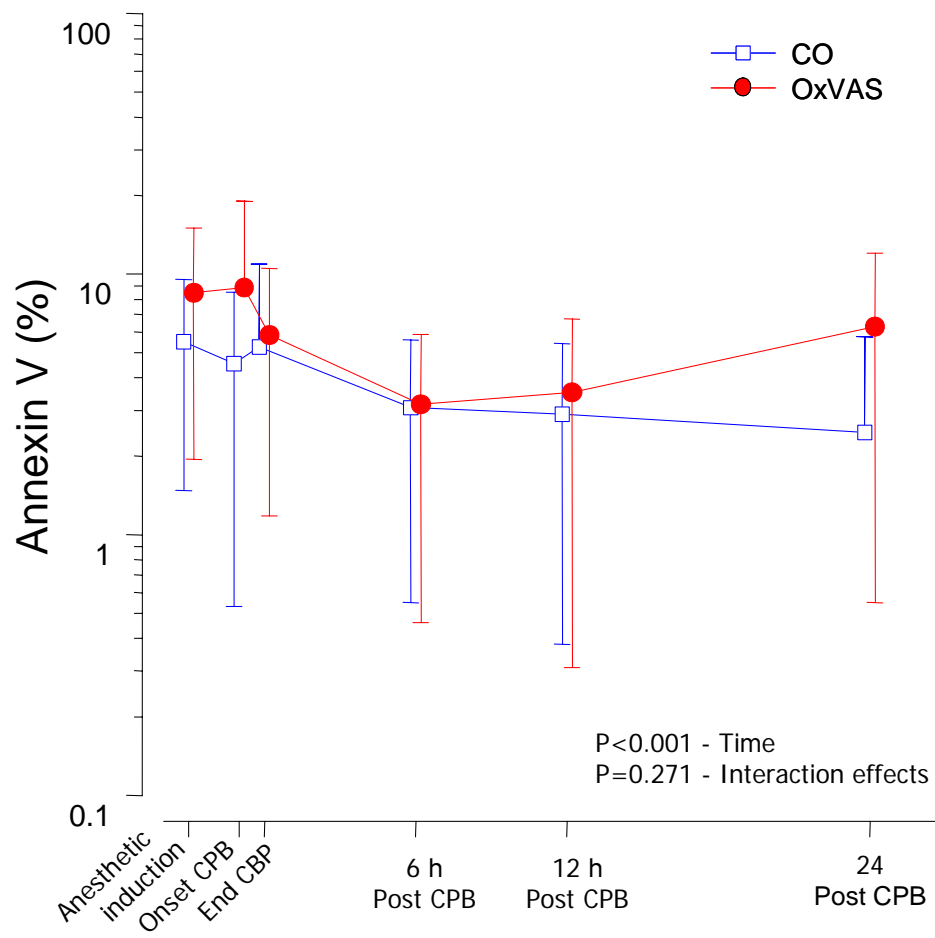 100
10
1
0.1
Annexin V (%)
CO
OxVAS
P<0.001 - Time
P=0.271 - Interaction effects
Anesthetic
induction
Onset CPB
End CBP
6 h
Post CPB
12 h
Post CPB
24
Post CPB